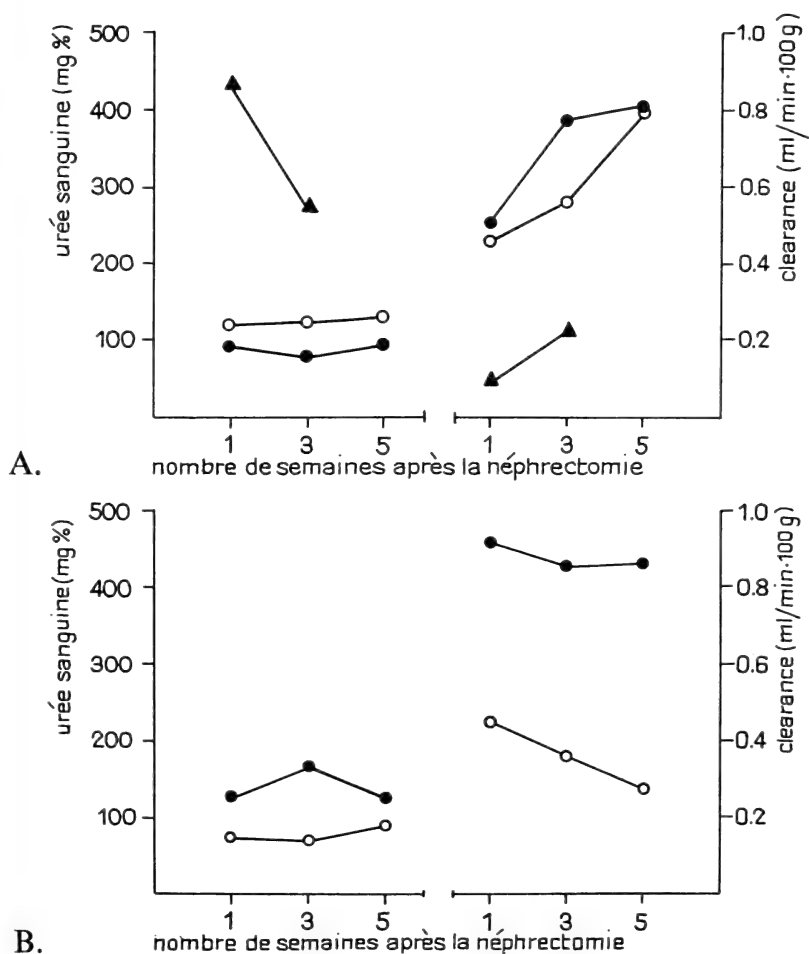 urée sanguine (mg%)
500
400
300
200
100
1 3 5
1 3 5
1.0
0.8
0.6
0.4
0.2
clearance (ml/min·100g)
A.
nombre de semaines après la néphrectomie
urée sanguine (mg%)
500
400
300
200
100
1 3 5
1 3 5
1.0
0.8
0.6
0.4
0.2
clearance (ml/min·100g)
B.
nombre de semaines après la néphrectomie